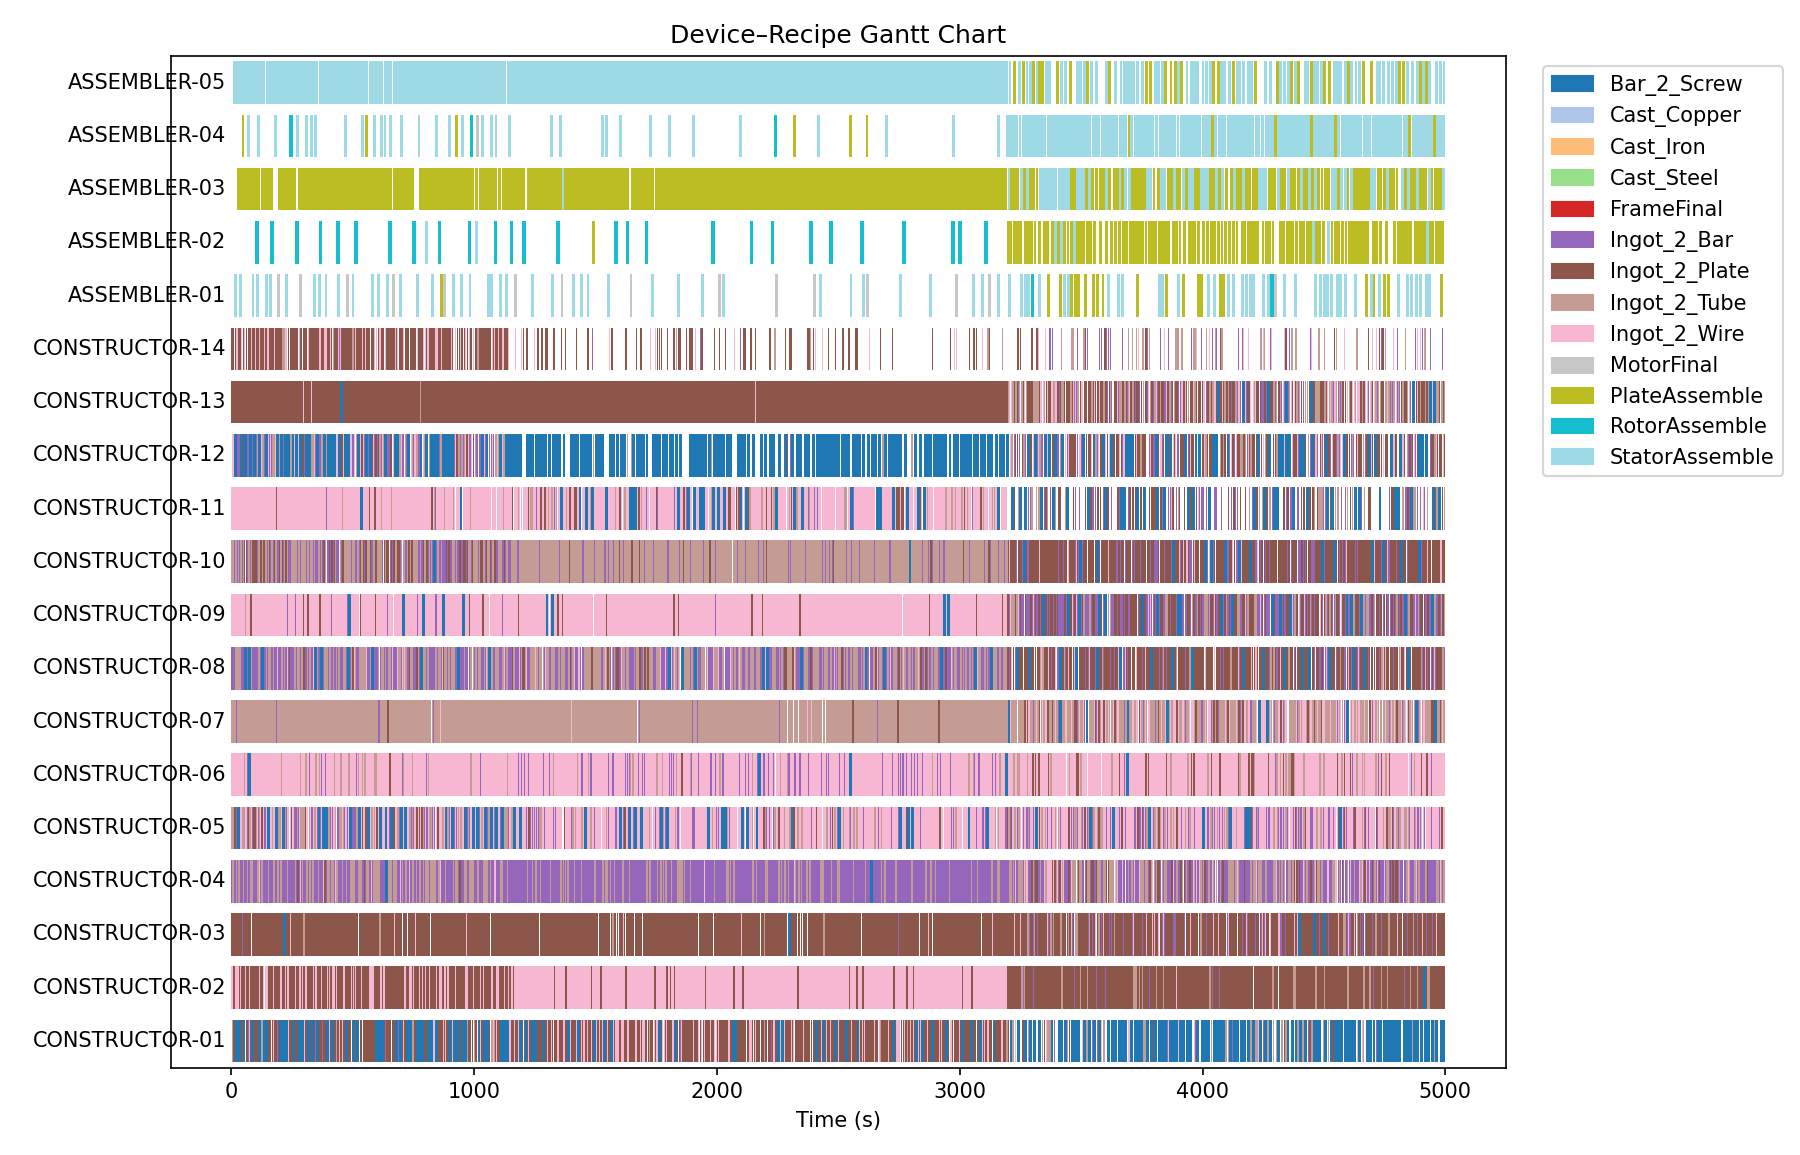 Device–Recipe Gantt Chart
ASSEMBLER-05
ASSEMBLER-04
ASSEMBLER-03
ASSEMBLER-02
ASSEMBLER-01
CONSTRUCTOR-14
CONSTRUCTOR-13
CONSTRUCTOR-12
CONSTRUCTOR-11
CONSTRUCTOR-10
CONSTRUCTOR-09
CONSTRUCTOR-08
CONSTRUCTOR-07
CONSTRUCTOR-06
CONSTRUCTOR-05
CONSTRUCTOR-04
CONSTRUCTOR-03
CONSTRUCTOR-02
CONSTRUCTOR-01
0 1000 2000 3000 4000 5000
Time (s)
Bar_2_Screw
Cast_Copper
Cast_Iron
Cast_Steel
FrameFinal
Ingot_2_Bar
Ingot_2_Plate
Ingot_2_Tube
Ingot_2_Wire
MotorFinal
PlateAssemble
RotorAssemble
StatorAssemble